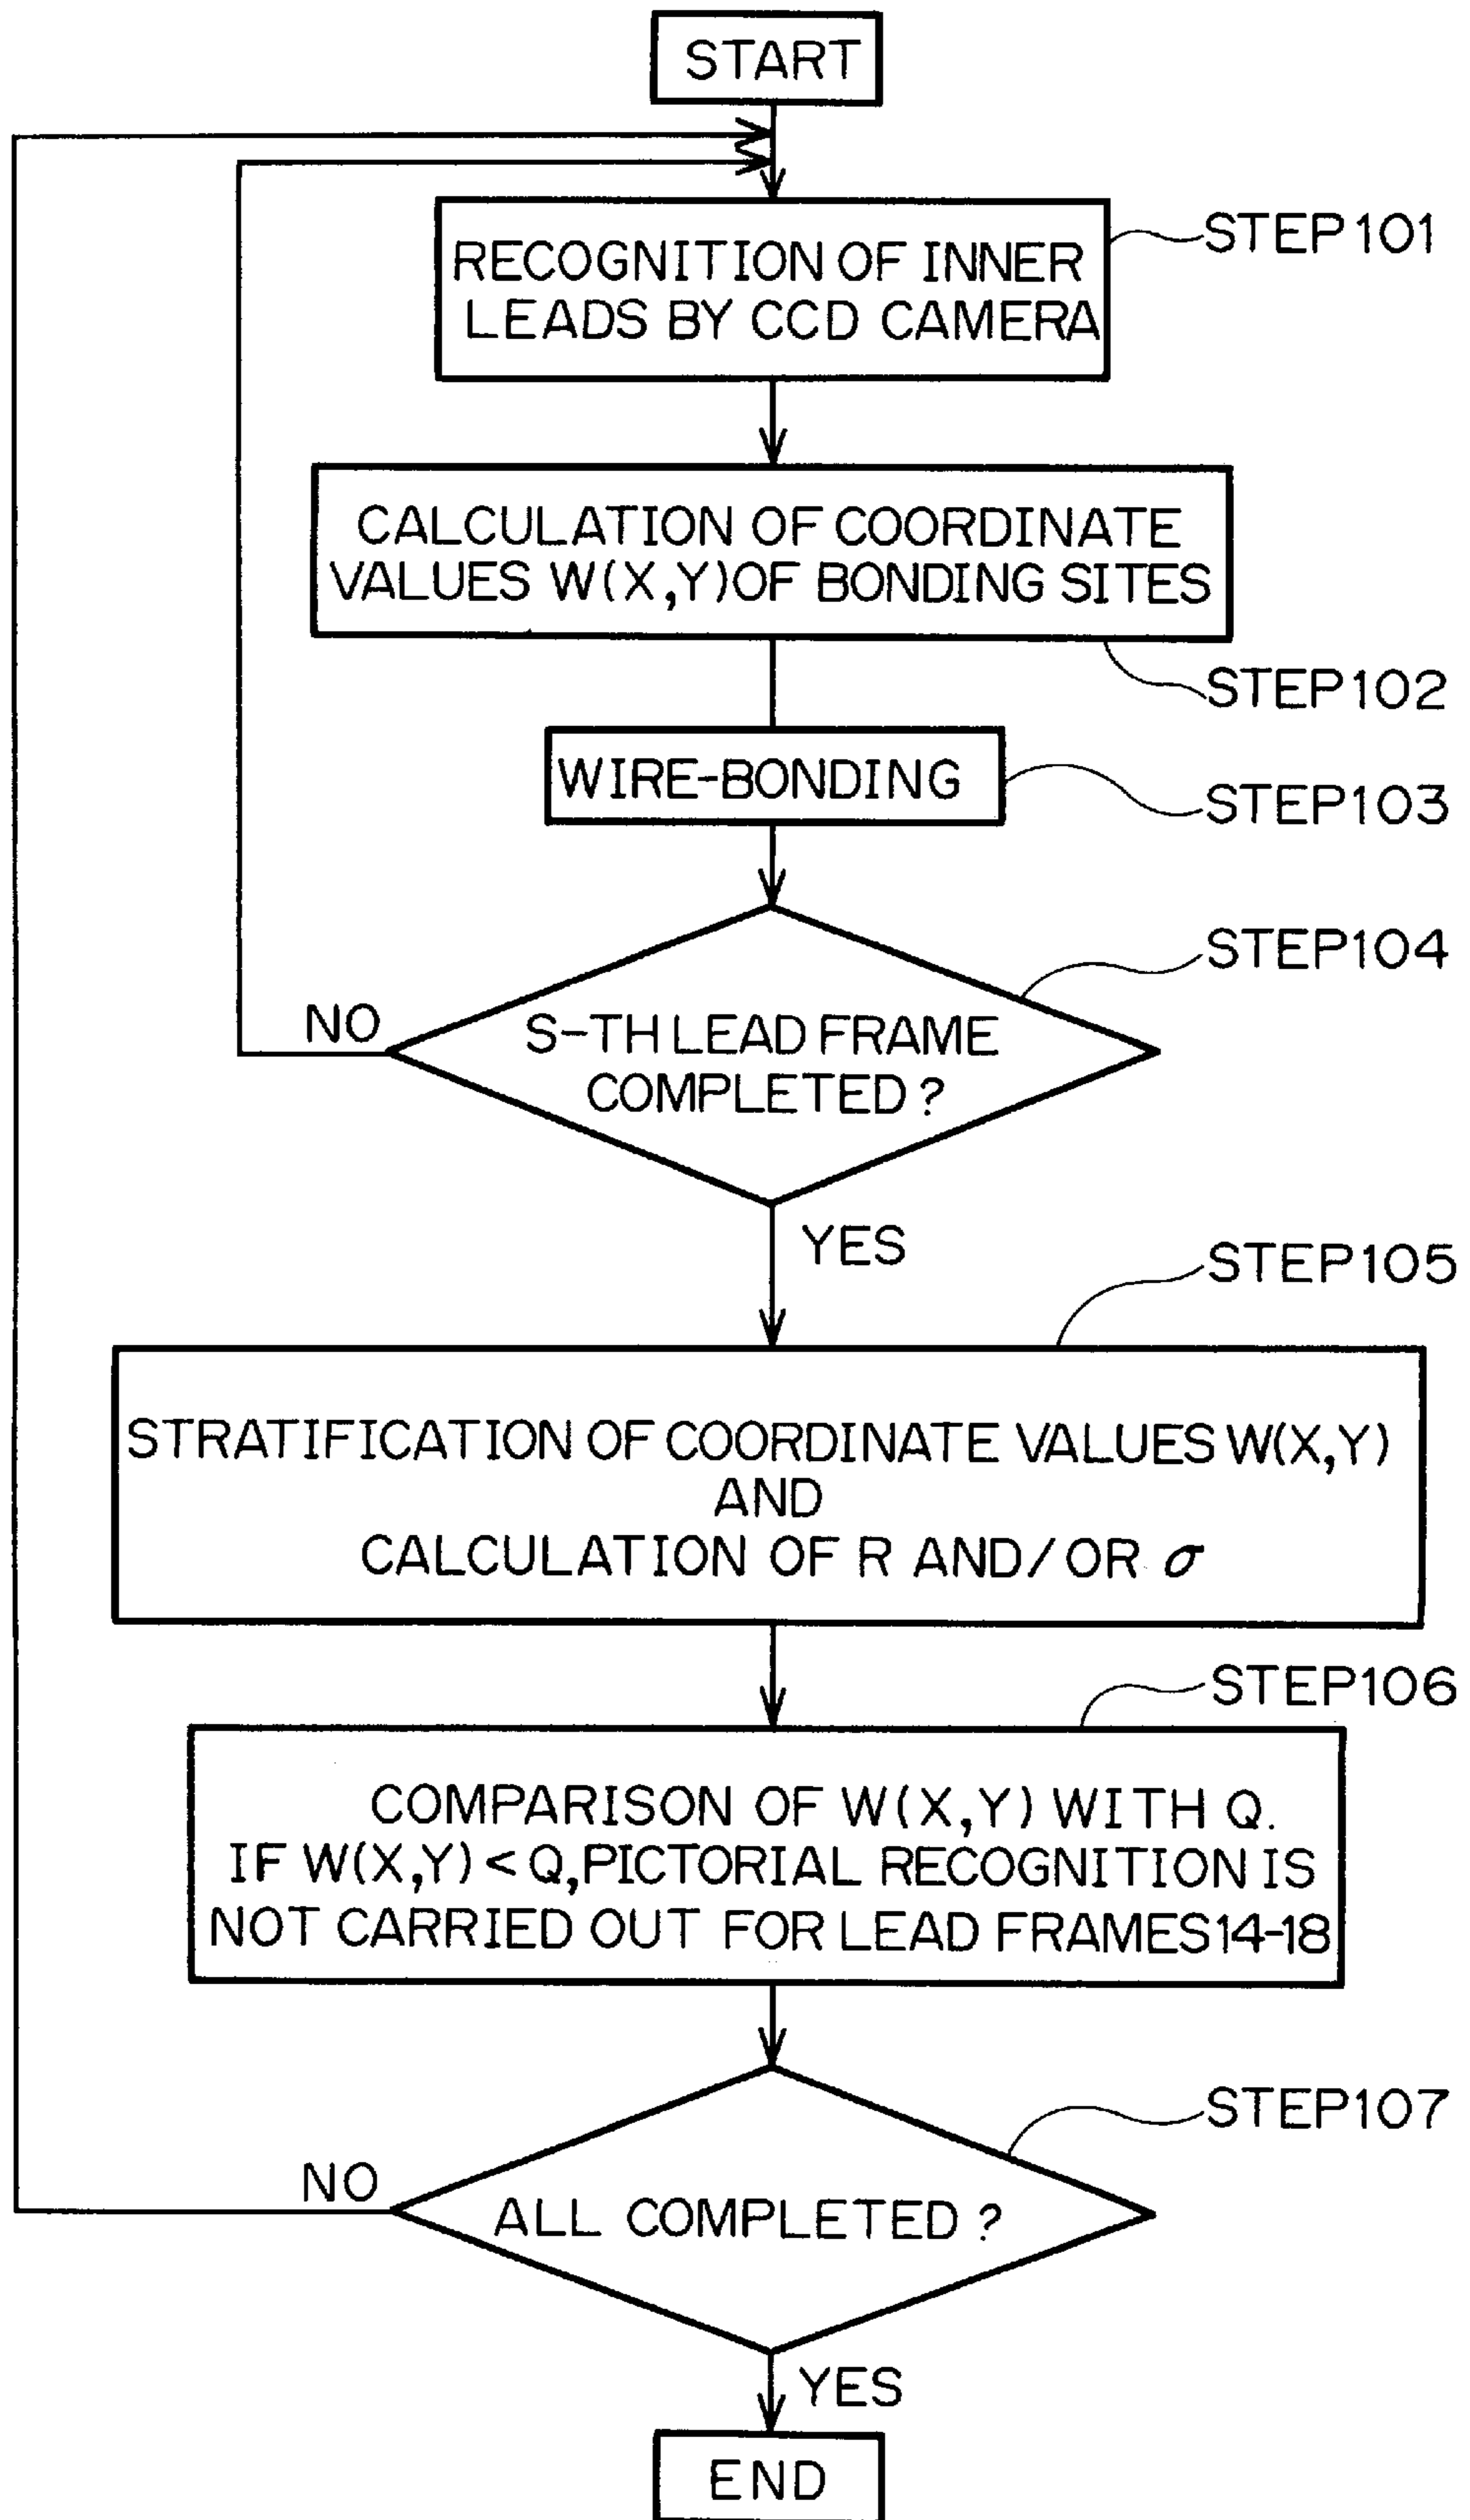 START
RECOGNITION OF INNER
LEADS BY CCD CAMERA
STEP101
CALCULATION OF COORDINATE
VALUES W(X,Y)OF BONDING SITES
STEP102
WIRE-BONDING
STEP103
S-TH LEAD FRAME
COMPLETED?
STEP104
NO
YES
STEP105
STRATIFICATION OF COORDINATE VALUES W(X,Y)
AND
CALCULATION OF R AND/OR σ
STEP106
COMPARISON OF W(X,Y) WITH Q.
IF W(X,Y)<Q,PICTORIAL RECOGNITION IS
NOT CARRIED OUT FOR LEAD FRAMES14-18
STEP107
NO
ALL COMPLETED?
YES
END